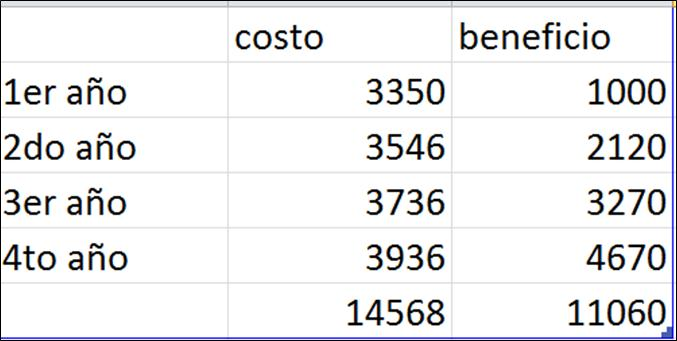 costo beneficio
1er año 3350 1000
2do año 3546 2120
3er año 3736 3270
4to año 3936 4670
14568 11060